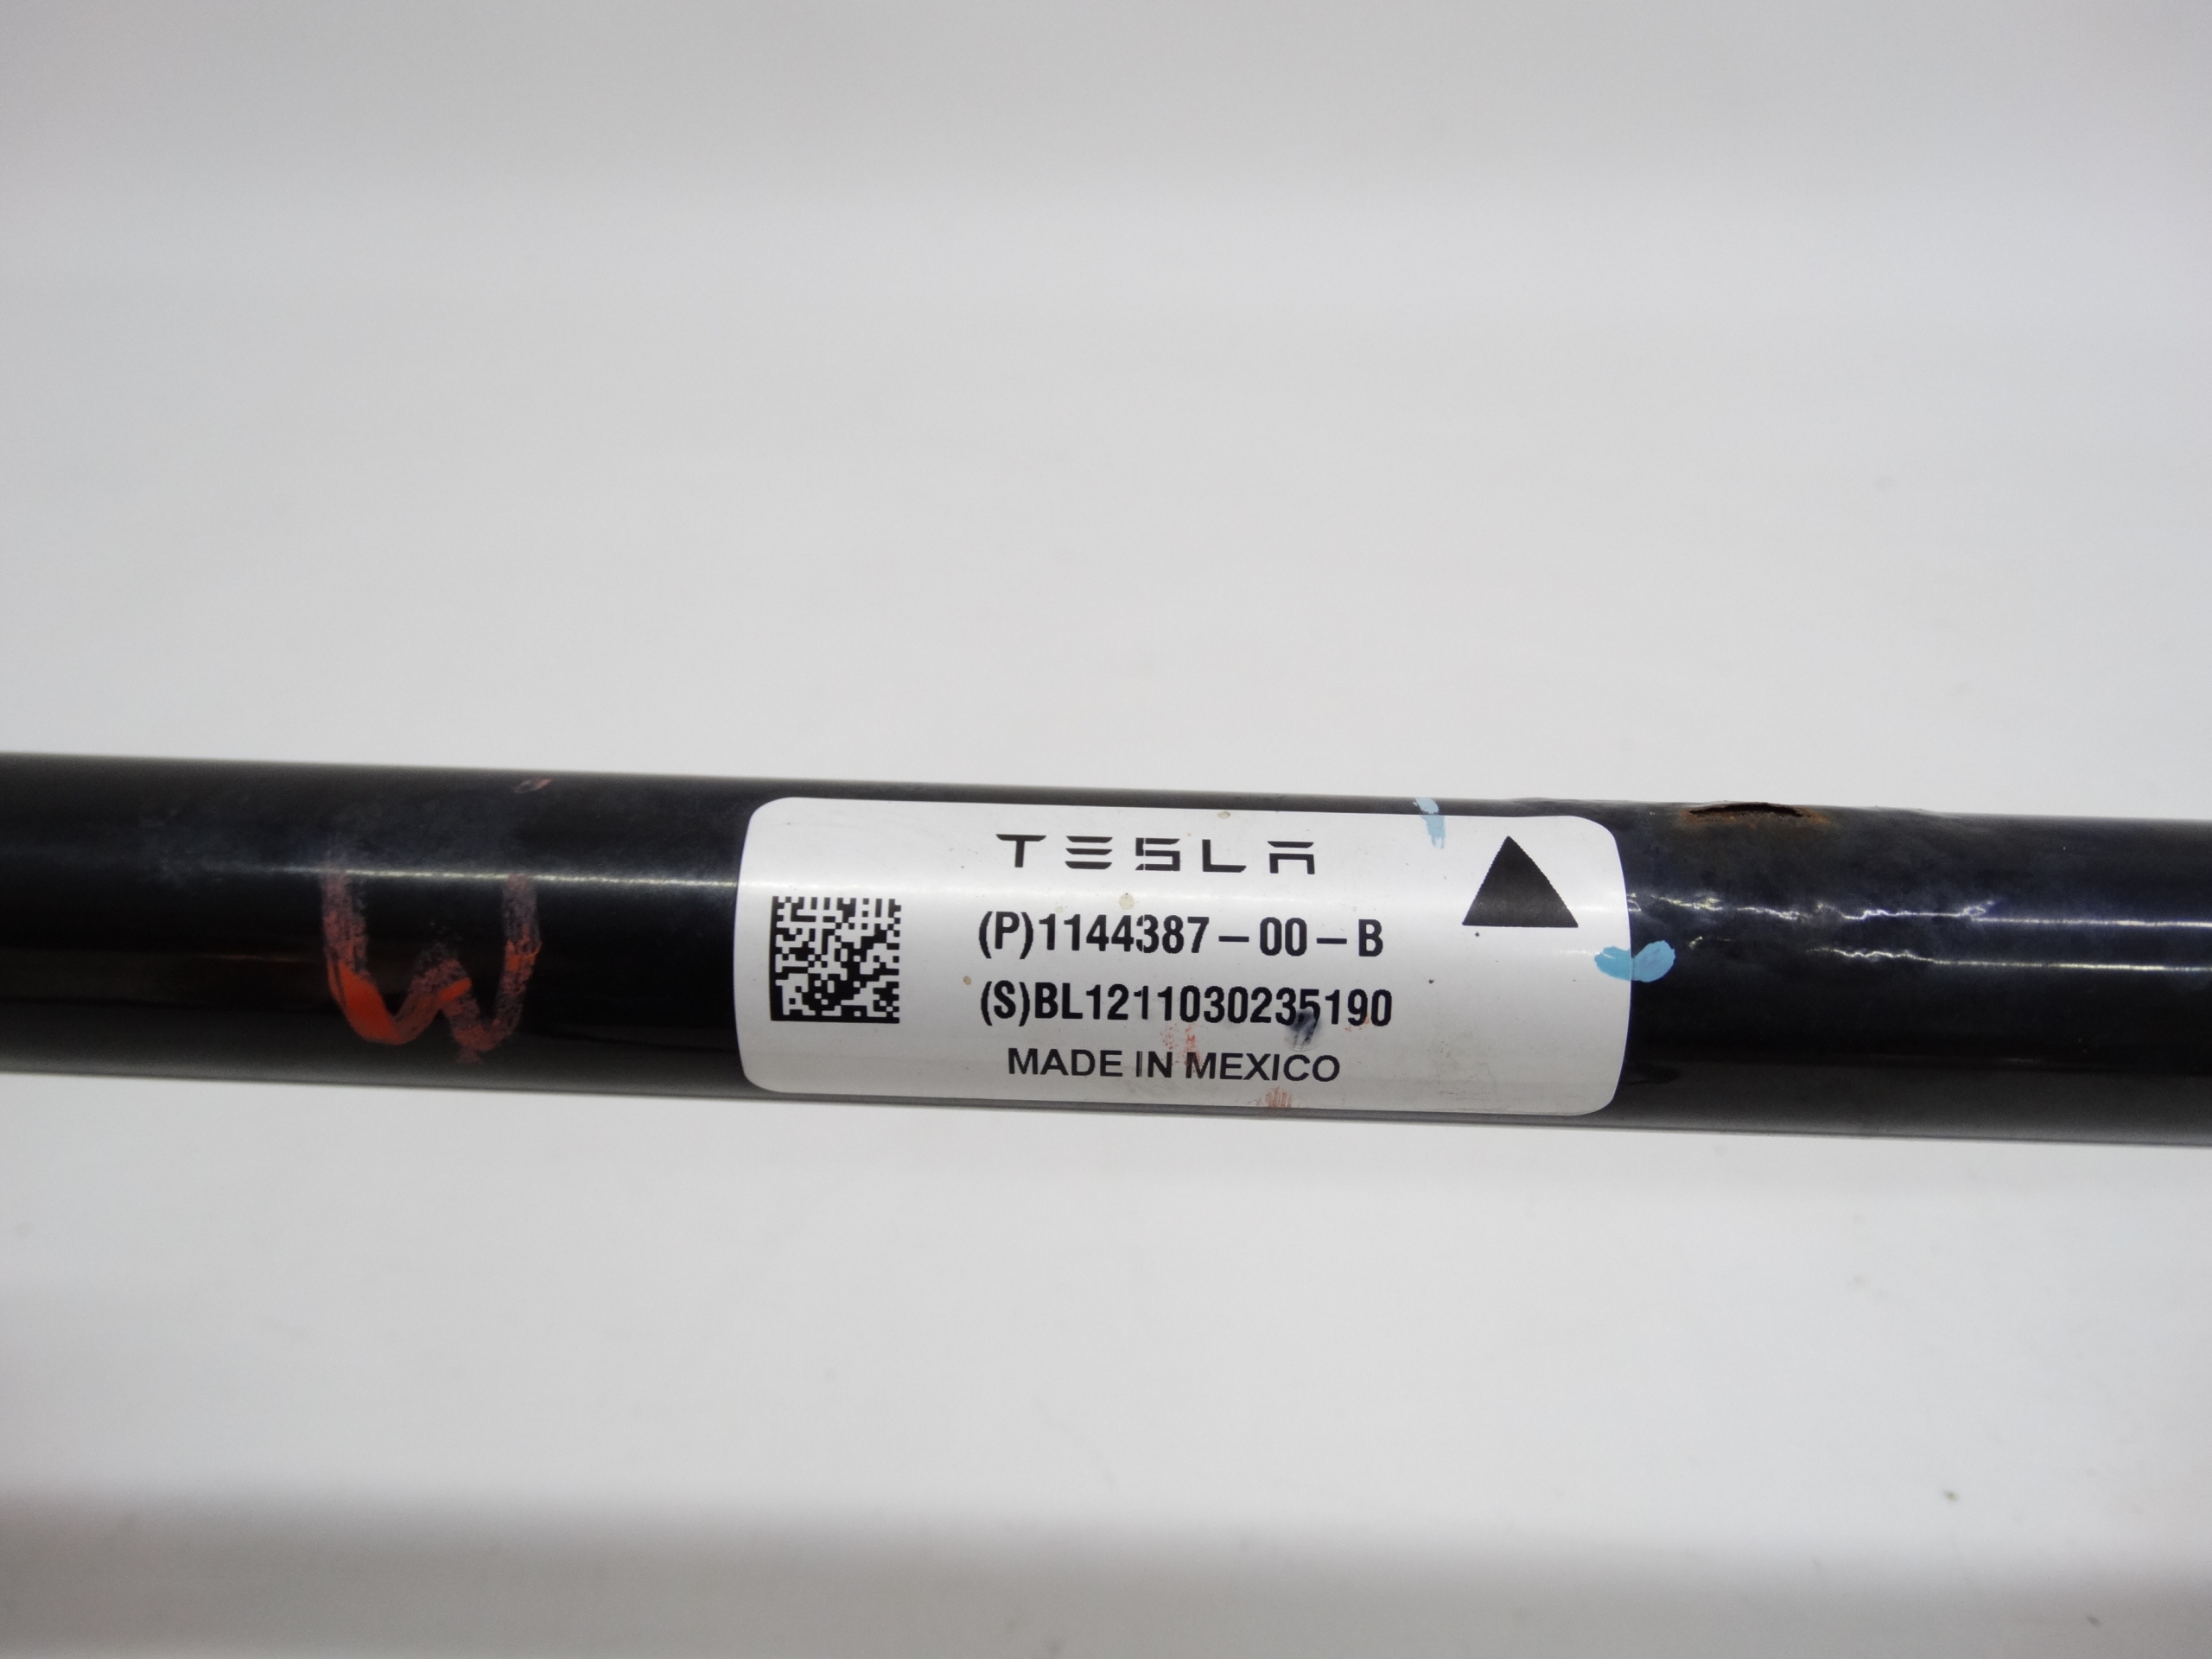 TESLA
(P)1144387-00-B
(S)BL1211030235190
MADE IN MEXICO